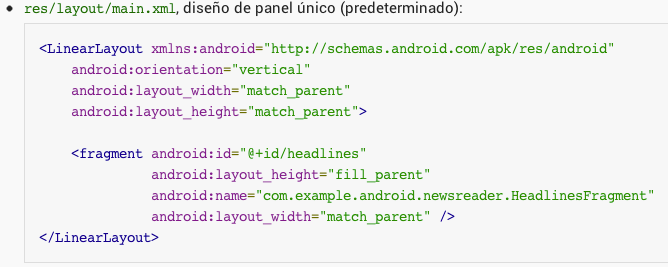 • res/layout/main.xml, diseño de panel único (predeterminado):
<LinearLayout xmlns:android="http://schemas.android.com/apk/res/android"
    android:orientation="vertical"
    android:layout_width="match_parent"
    android:layout_height="match_parent">

    <fragment android:id="@+id/headlines"
              android:layout_height="fill_parent"
              android:name="com.example.android.newsreader.HeadlinesFragment"
              android:layout_width="match_parent" />
</LinearLayout>